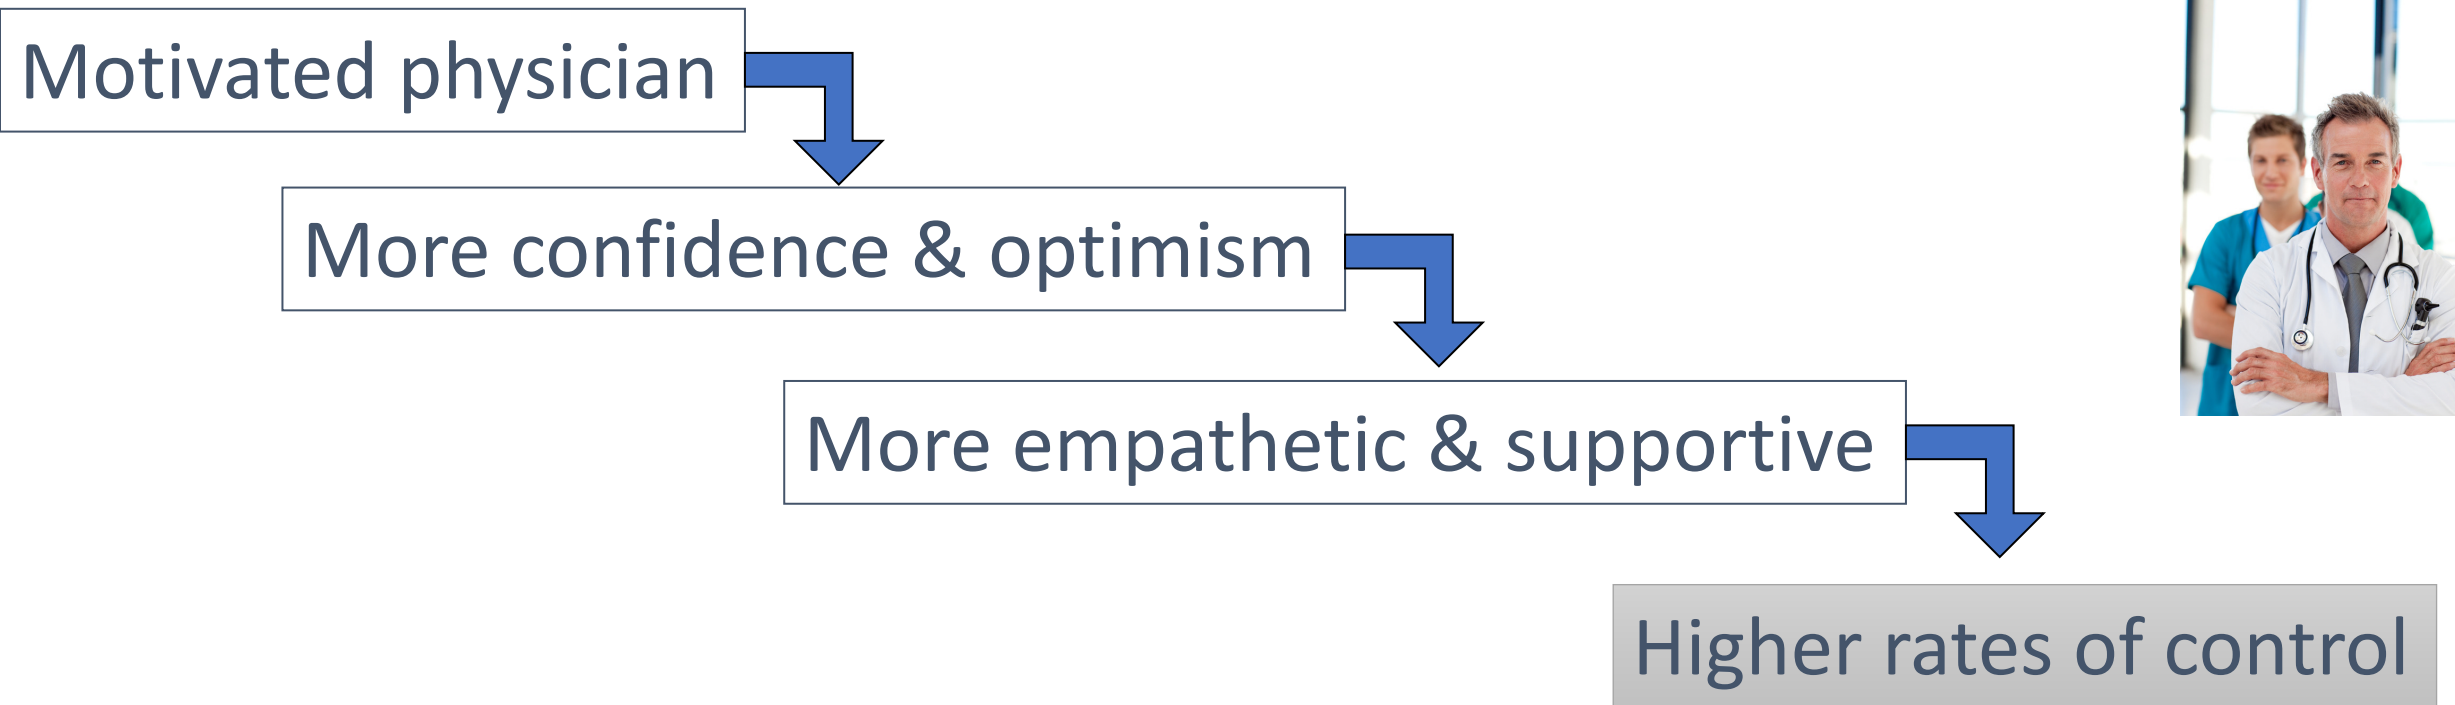 Motivated physician
More confidence & optimism
More empathetic & supportive
Higher rates of control